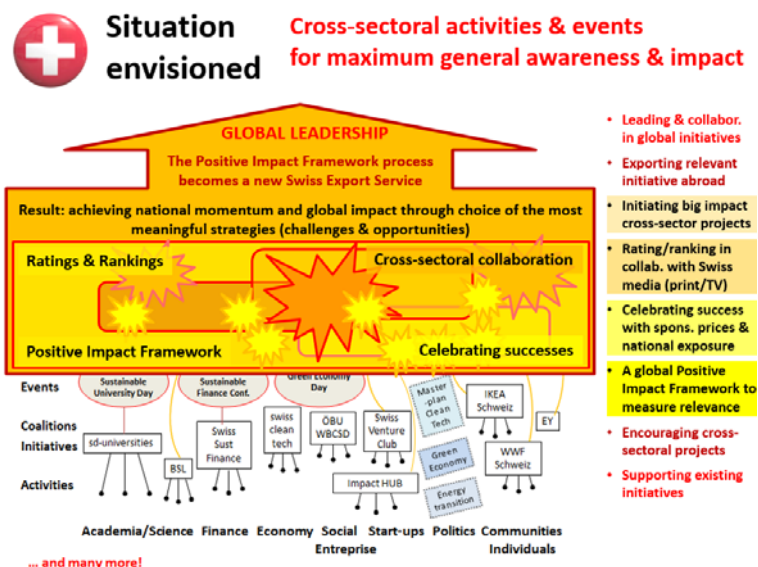 Situation
envisioned
Cross-sectoral activities & events
for maximum general awareness & impact
GLOBAL LEADERSHIP
The Positive Impact Framework process
becomes a new Swiss Export Service
Result: achieving national momentum and global impact through choice of the most
meaningful strategies (challenges & opportunities)
Ratings & Rankings
Cross-sectoral collaboration
Positive Impact Framework
Celebrating successes
• Leading & collabor.
in global initiatives
• Exporting relevant
initiative abroad
• Initiating big impact
cross-sector projects
• Rating/ranking in
collab. with Swiss
media (print/TV)
• Celebrating success
with spons. prices &
national exposure
• A global Positive
Impact Framework to
measure relevance
• Encouraging cross-
sectoral projects
• Supporting existing
initiatives
Events
Sustainable
University Day
Sustainable
Finance Conf.
Green Economy
Day
Master
-plan
Clean
Tech
IKEA
Schweiz
EY
Coalitions
Initiatives
sd-universities
BSL
Swiss
Sust
Finance
swiss
clean
tech
ÖBU
WBCSD
Swiss
Venture
Club
Green
Economy
WWF
Schweiz
Activities
Impact HUB
Energy
transition
Academia/Science
Finance
Economy
Social
Entreprise
Start-ups
Politics
Communities
Individuals
... and many more!